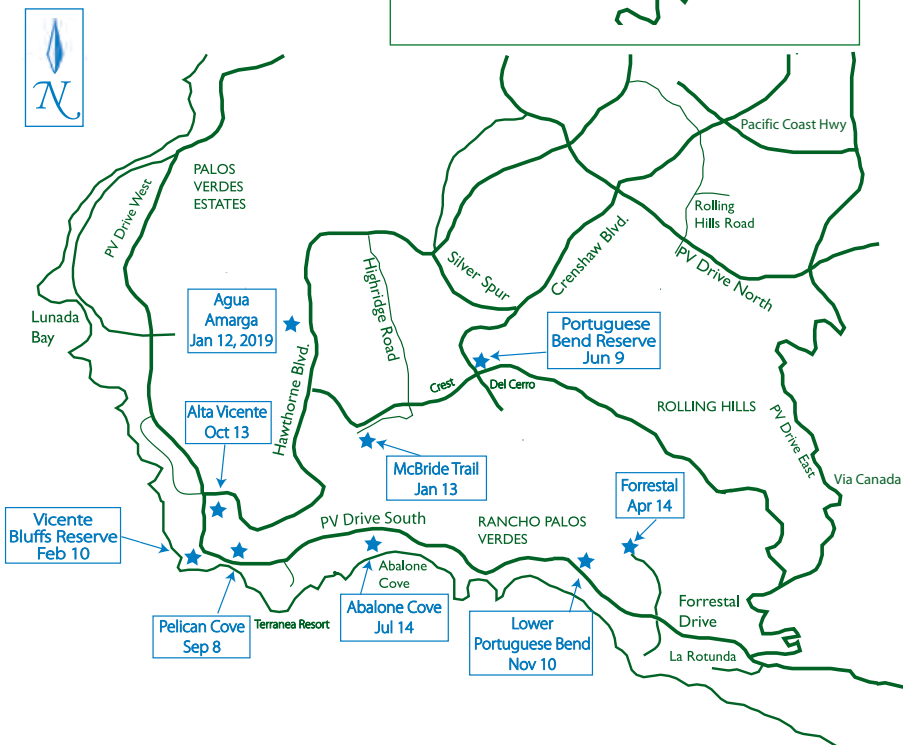 N
PALOS
VERDES
ESTATES
PV Drive West
Lunada
Bay
Agua
Amarga
Jan 12, 2019
Hawthorne Blvd.
Highridge Road
Silver Spur
Crenshaw Blvd.
Pacific Coast Hwy
Rolling
Hills Road
PV Drive North
Portuguese
Bend Reserve
Jun 9
Crest
Del Cerro
ROLLING HILLS
PV Drive East
Via Canada
Alta Vicente
Oct 13
McBride Trail
Jan 13
Forrestal
Apr 14
Vicente
Bluffs Reserve
Feb 10
PV Drive South
RANCHO PALOS
VERDES
Abalone
Cove
Pelican Cove
Sep 8
Terranea Resort
Abalone Cove
Jul 14
Lower
Portuguese Bend
Nov 10
Forrestal
Drive
La Rotunda